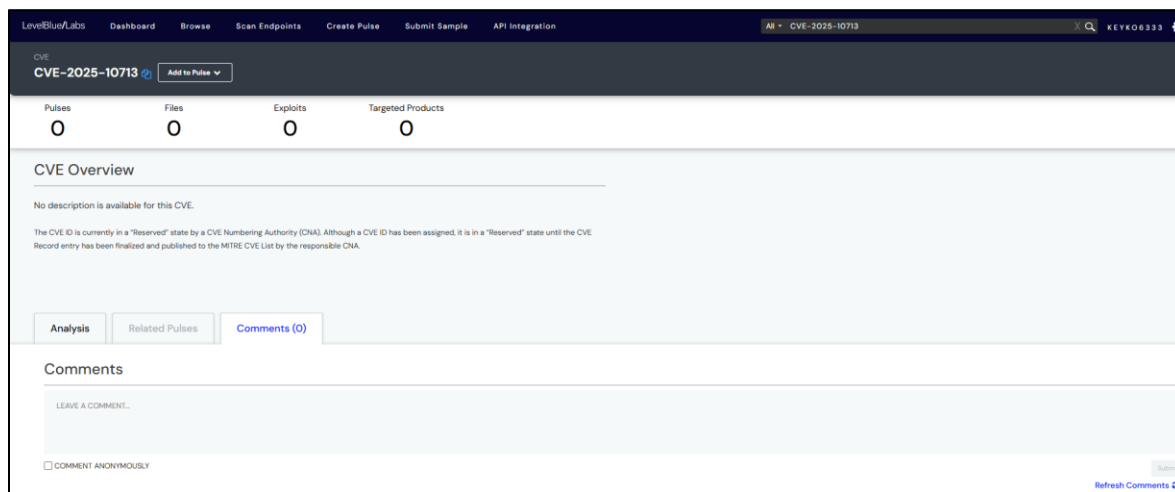 LevelBlue/Labs Dashboard Browse Scan Endpoints Create Pulse Submit Sample API Integration All CVE-2025-10713 X KEYKO6333
CVE
CVE-2025-10713 Add to Pulse
Pulses Files Exploits Targeted Products
0 0 0 0
CVE Overview
No description is available for this CVE.
The CVE ID is currently in a "Reserved" state by a CVE Numbering Authority (CNA). Although a CVE ID has been assigned, it is in a "Reserved" state until the CVE
Record entry has been finalized and published to the MITRE CVE List by the responsible CNA.
Analysis Related Pulses Comments (0)
Comments
LEAVE A COMMENT...
COMMENT ANONYMOUSLY
Refresh Comments